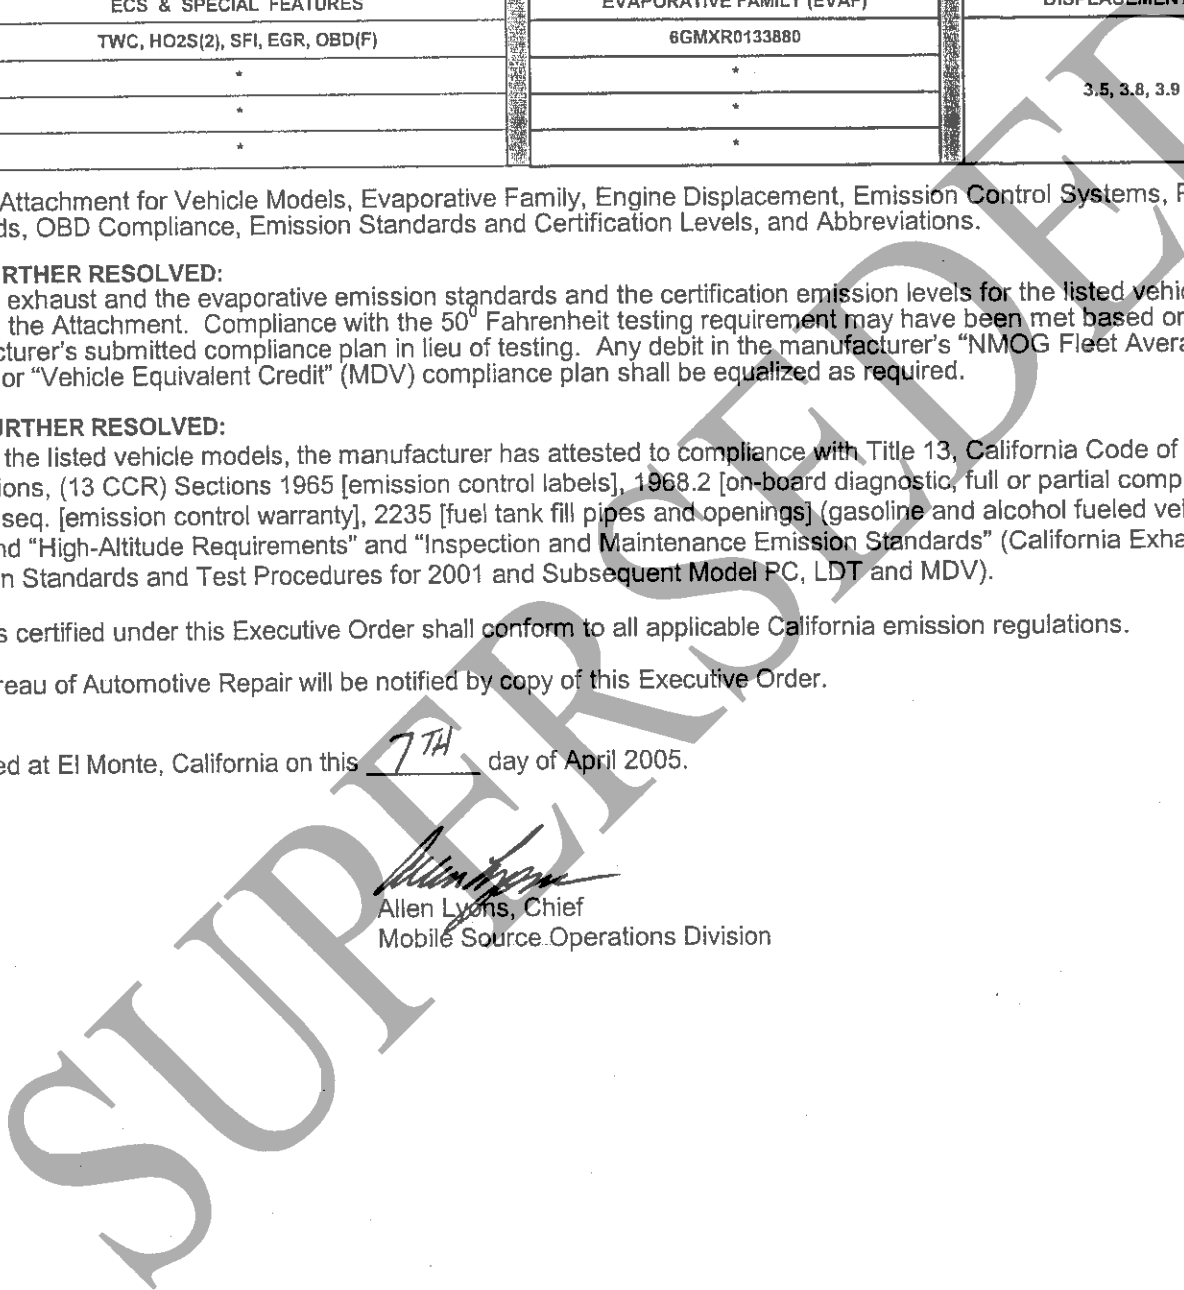 ECS & SPECIAL FEATURES EVAPORATIVE FAMILY (EVAF) DISPLACEMENT
TWC, HO2S(2), SFI, EGR, OBD(F) 6GMXR0133880
* *
3.5, 3.8, 3.9
* *
* *
Attachment for Vehicle Models, Evaporative Family, Engine Displacement, Emission Control Systems,
OBD Compliance, Emission Standards and Certification Levels, and Abbreviations.
RTHER RESOLVED:
exhaust and the evaporative emission standards and the certification emission levels for the listed vehic
the Attachment. Compliance with the 50⁰ Fahrenheit testing requirement may have been met based or
cturer's submitted compliance plan in lieu of testing. Any debit in the manufacturer's “NMOG Fleet Avera
or “Vehicle Equivalent Credit” (MDV) compliance plan shall be equalized as required.
URTHER RESOLVED:
the listed vehicle models, the manufacturer has attested to compliance with Title 13, California Code of
ions, (13 CCR) Sections 1965 [emission control labels], 1968.2 [on-board diagnostic, full or partial comp
seq. [emission control warranty], 2235 [fuel tank fill pipes and openings] (gasoline and alcohol fueled vel
nd “High-Altitude Requirements” and “Inspection and Maintenance Emission Standards” (California Exha
n Standards and Test Procedures for 2001 and Subsequent Model PC, LDT and MDV).
s certified under this Executive Order shall conform to all applicable California emission regulations.
reau of Automotive Repair will be notified by copy of this Executive Order.
ed at El Monte, California on this 7TH day of April 2005.
Allen Lyons, Chief
Mobile Source Operations Division
SUPERSEDED